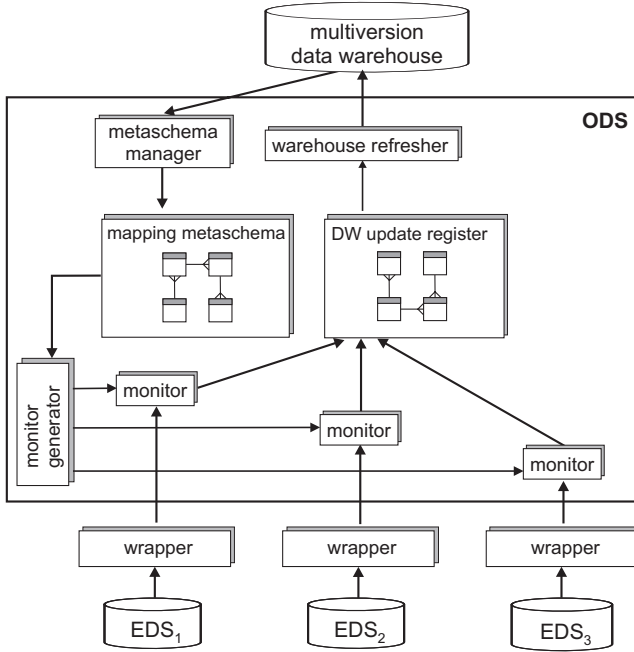 multiversion
data warehouse
ODS
metaschema
manager
warehouse refresher
mapping metaschema
DW update register
monitor
generator
monitor
monitor
monitor
wrapper
wrapper
wrapper
EDS1
EDS2
EDS3